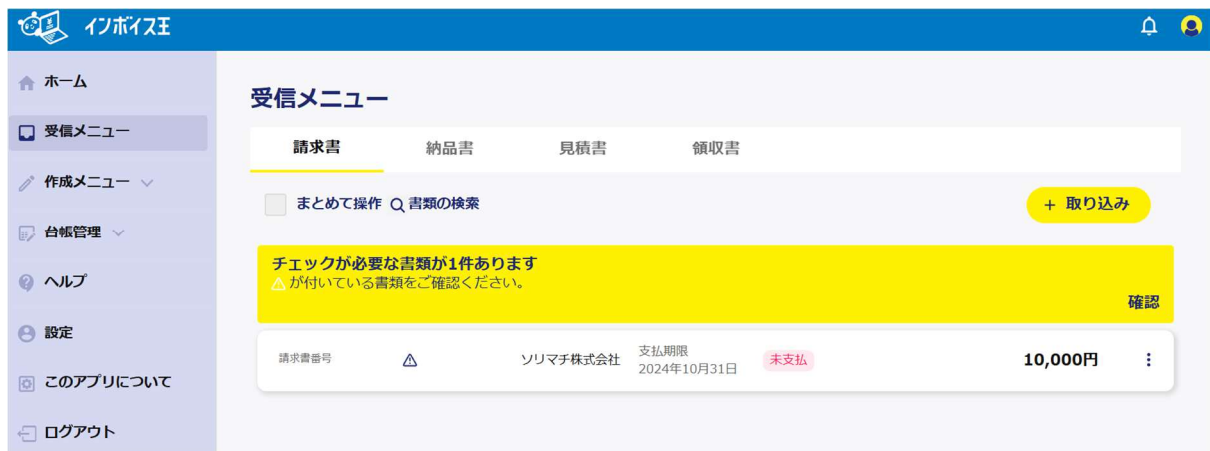 インボイス王
ホーム
受信メニュー
作成メニュー
台帳管理
ヘルプ
設定
このアプリについて
ログアウト
受信メニュー
請求書 納品書 見積書 領収書
まとめて操作 書類の検索 + 取り込み
チェックが必要な書類が1件あります
⚠が付いている書類をご確認ください。
確認
請求書番号 ⚠ ソリマチ株式会社 支払期限 未支払 10,000円
2024年10月31日